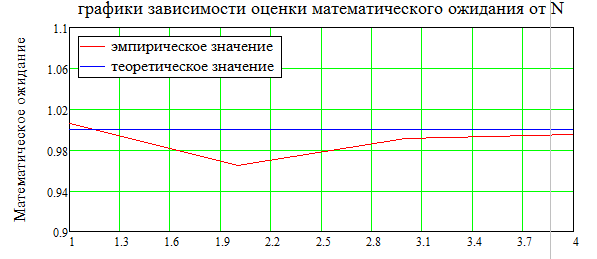 графики зависимости оценки математического ожидания от N
1.1
эмпирическое значение
теоретическое значение
1.06
1.02
0.98
0.94
0.9
Математическое ожидание
1 1.3 1.6 1.9 2.2 2.5 2.8 3.1 3.4 3.7 4